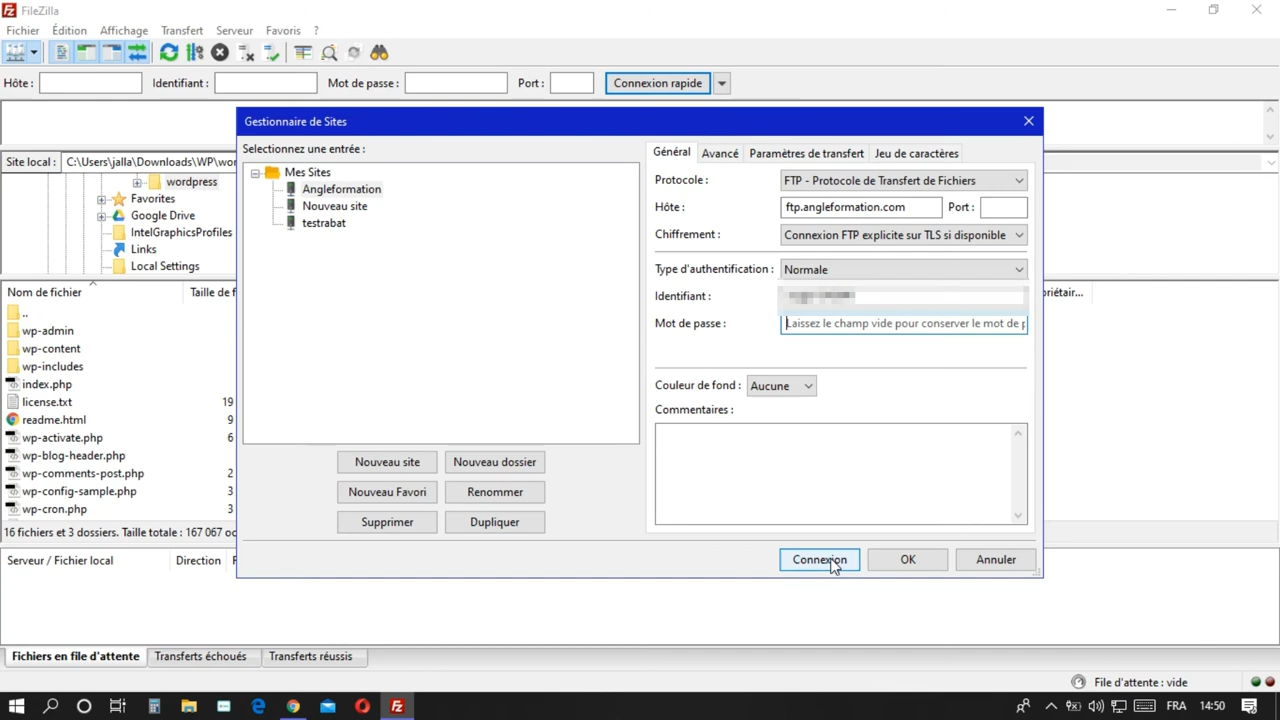 FileZilla
Fichier Édition Affichage Transfert Serveur Favoris ?
Hôte : Identifiant : Mot de passe : Port : Connexion rapide
Gestionnaire de Sites
Selectionnez une entrée :
Mes Sites
Angleformation
Nouveau site
testrabat
Nouveau site Nouveau dossier
Nouveau Favori Renommer
Supprimer Dupliquer
Général Avancé Paramètres de transfert Jeu de caractères
Protocole : FTP - Protocole de Transfert de Fichiers
Hôte : ftp.angleformation.com Port :
Chiffrement : Connexion FTP explicite sur TLS si disponible
Type d'authentification : Normale
Identifiant :
Mot de passe : Laissez le champ vide pour conserver le mot de p
Couleur de fond : Aucune
Commentaires :
Connexion OK Annuler
Site local : C:\Users\jalla\Downloads\WP\wor
wordpress
Favorites
Google Drive
IntelGraphicsProfiles
Links
Local Settings
Nom de fichier Taille de f riétair...
..
wp-admin
wp-content
wp-includes
index.php
license.txt 19
readme.html 9
wp-activate.php 6
wp-blog-header.php
wp-comments-post.php 2
wp-config-sample.php 3
wp-cron.php 3
16 fichiers et 3 dossiers. Taille totale : 167 067 oc
Serveur / Fichier local Direction F
Fichiers en file d'attente Transferts échoués Transferts réussis
File d'attente : vide
FRA 14:50